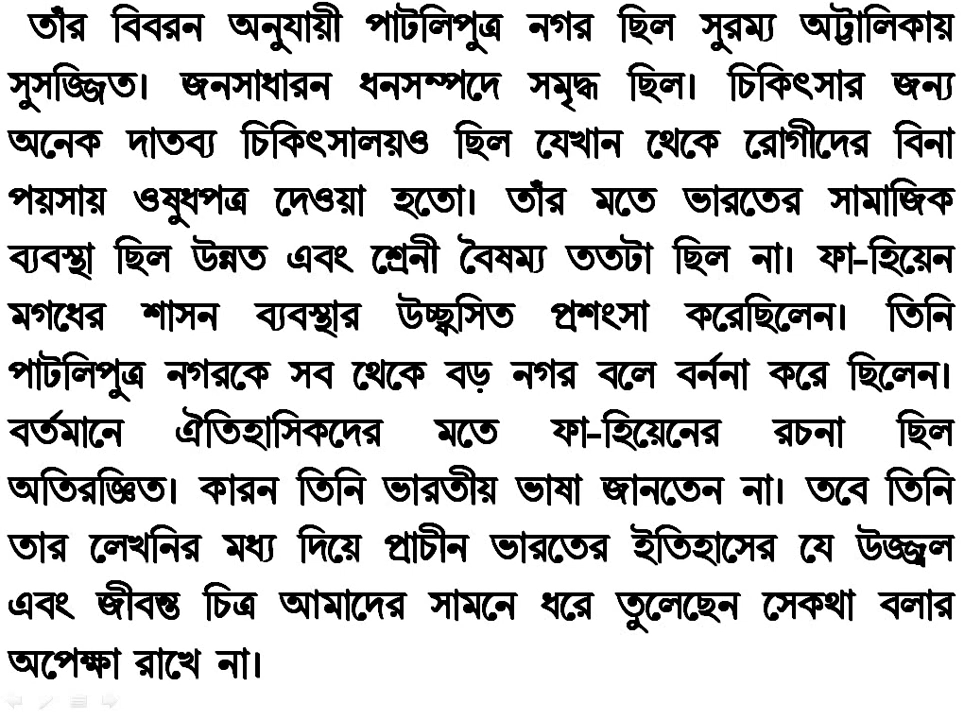 তাঁর বিবরন অনুযায়ী পাটলিপুত্র নগর ছিল সুরম্য অট্টালিকায়
সুসজ্জিত। জনসাধারন ধনসম্পদে সমৃদ্ধ ছিল। চিকিৎসার জন্য
অনেক দাতব্য চিকিৎসালয়ও ছিল যেখান থেকে রোগীদের বিনা
পয়সায় ওষুধপত্র দেওয়া হতো। তাঁর মতে ভারতের সামাজিক
ব্যবস্থা ছিল উন্নত এবং শ্রেনী বৈষম্য ততটা ছিল না। ফা-হিয়েন
মগধের শাসন ব্যবস্থার উচ্ছ্বসিত প্রশংসা করেছিলেন। তিনি
পাটলিপুত্র নগরকে সব থেকে বড় নগর বলে বর্ননা করে ছিলেন।
বর্তমানে ঐতিহাসিকদের মতে ফা-হিয়েনের রচনা ছিল
অতিরজ্ঞিত। কারন তিনি ভারতীয় ভাষা জানতেন না। তবে তিনি
তার লেখনির মধ্য দিয়ে প্রাচীন ভারতের ইতিহাসের যে উজ্জ্বল
এবং জীবন্ত চিত্র আমাদের সামনে ধরে তুলেছেন সেকথা বলার
অপেক্ষা রাখে না।